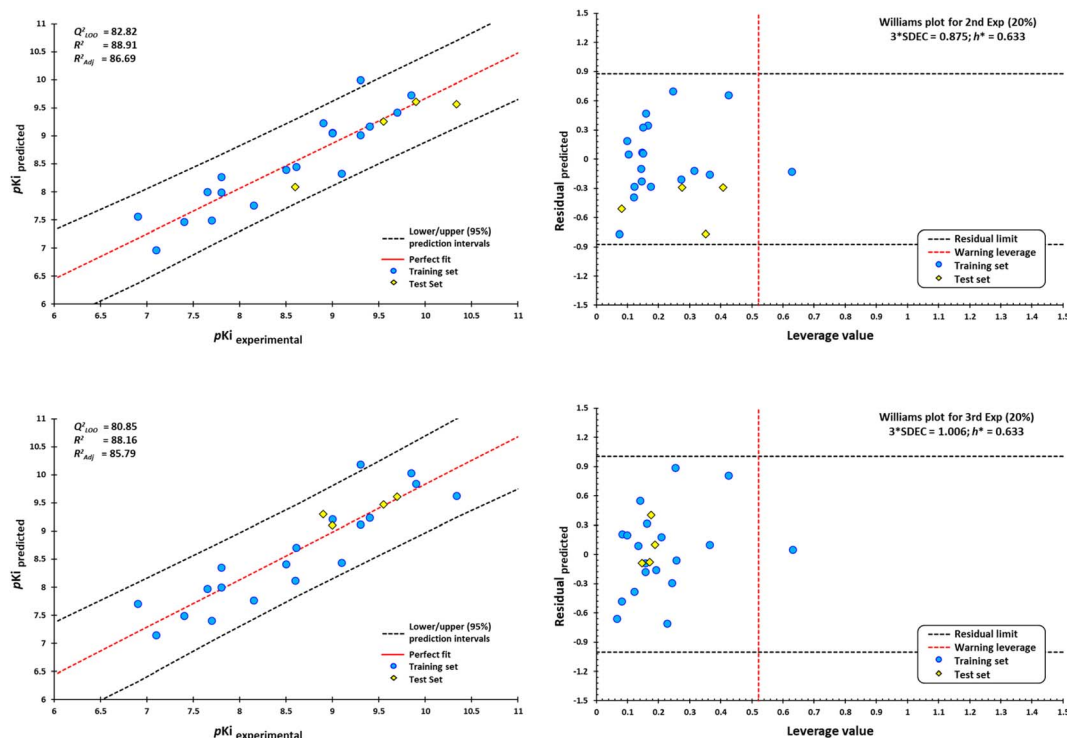 Q²LOO = 82.82
R² = 88.91
R²Adj = 86.69
11
10.5
10
9.5
9
8.5
8
7.5
7
6.5
6
pKi predicted
Lower/upper (95%)
prediction intervals
Perfect fit
Training set
Test Set
6 6.5 7 7.5 8 8.5 9 9.5 10 10.5 11
pKi experimental
Williams plot for 2nd Exp (20%)
3*SDEC = 0.875; h* = 0.633
1.5
1.2
0.9
0.6
0.3
0
-0.3
-0.6
-0.9
-1.2
-1.5
Residual predicted
Residual limit
Warning leverage
Training set
Test set
0 0.1 0.2 0.3 0.4 0.5 0.6 0.7 0.8 0.9 1 1.1 1.2 1.3 1.4 1.5
Leverage value
Q²LOO = 80.85
R² = 88.16
R²Adj = 85.79
11
10.5
10
9.5
9
8.5
8
7.5
7
6.5
6
pKi predicted
Lower/upper (95%)
prediction intervals
Perfect fit
Training set
Test Set
6 6.5 7 7.5 8 8.5 9 9.5 10 10.5 11
pKi experimental
Williams plot for 3rd Exp (20%)
3*SDEC = 1.006; h* = 0.633
1.5
1.2
0.9
0.6
0.3
0
-0.3
-0.6
-0.9
-1.2
-1.5
Residual predicted
Residual limit
Warning leverage
Training set
Test set
0 0.1 0.2 0.3 0.4 0.5 0.6 0.7 0.8 0.9 1 1.1 1.2 1.3 1.4 1.5
Leverage value